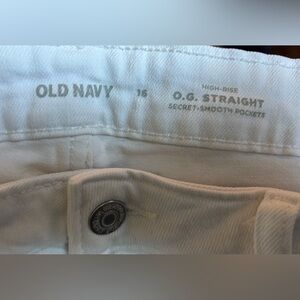 OLD NAVY 16
HIGH-RISE
O.G. STRAIGHT
SECRET-SMOOTH POCKETS